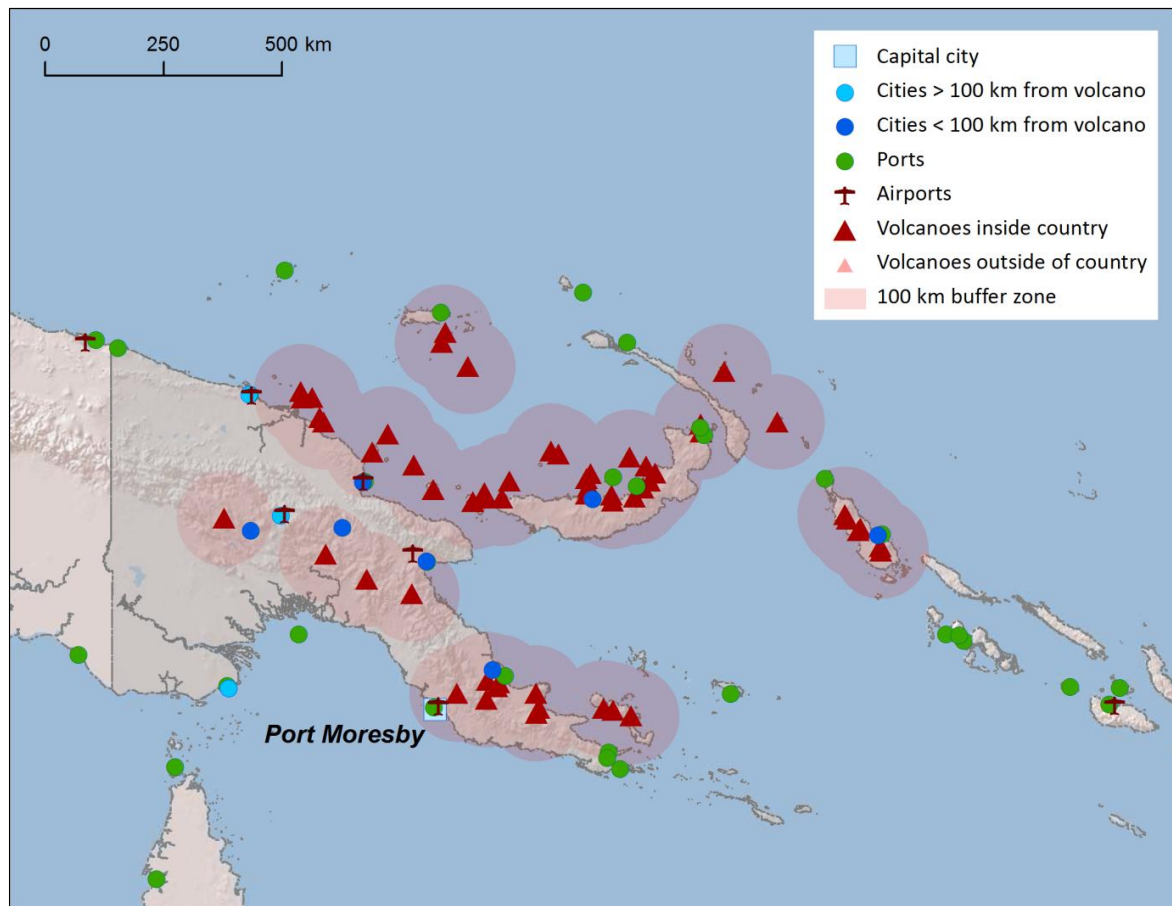 0 250 500 km
Capital city
Cities > 100 km from volcano
Cities < 100 km from volcano
Ports
Airports
Volcanoes inside country
Volcanoes outside of country
100 km buffer zone
Port Moresby